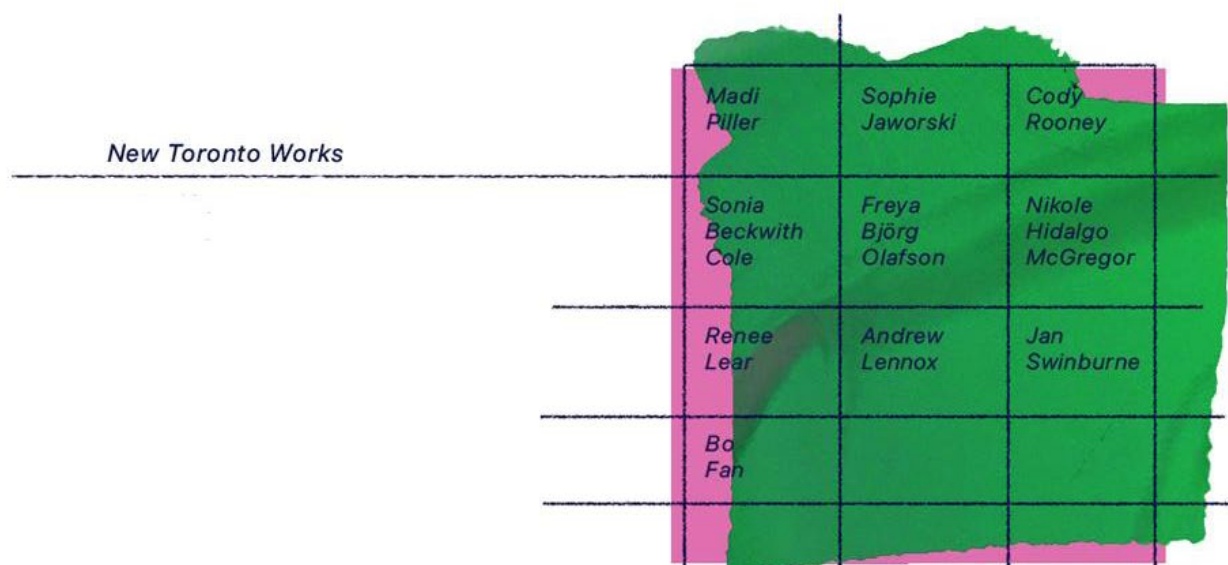 New Toronto Works
Madi
Piller
Sophie
Jaworski
Cody
Rooney
Sonia
Beckwith
Cole
Freya
Björg
Olafson
Nikole
Hidalgo
McGregor
Renee
Lear
Andrew
Lennox
Jan
Swinburne
Bo
Fan